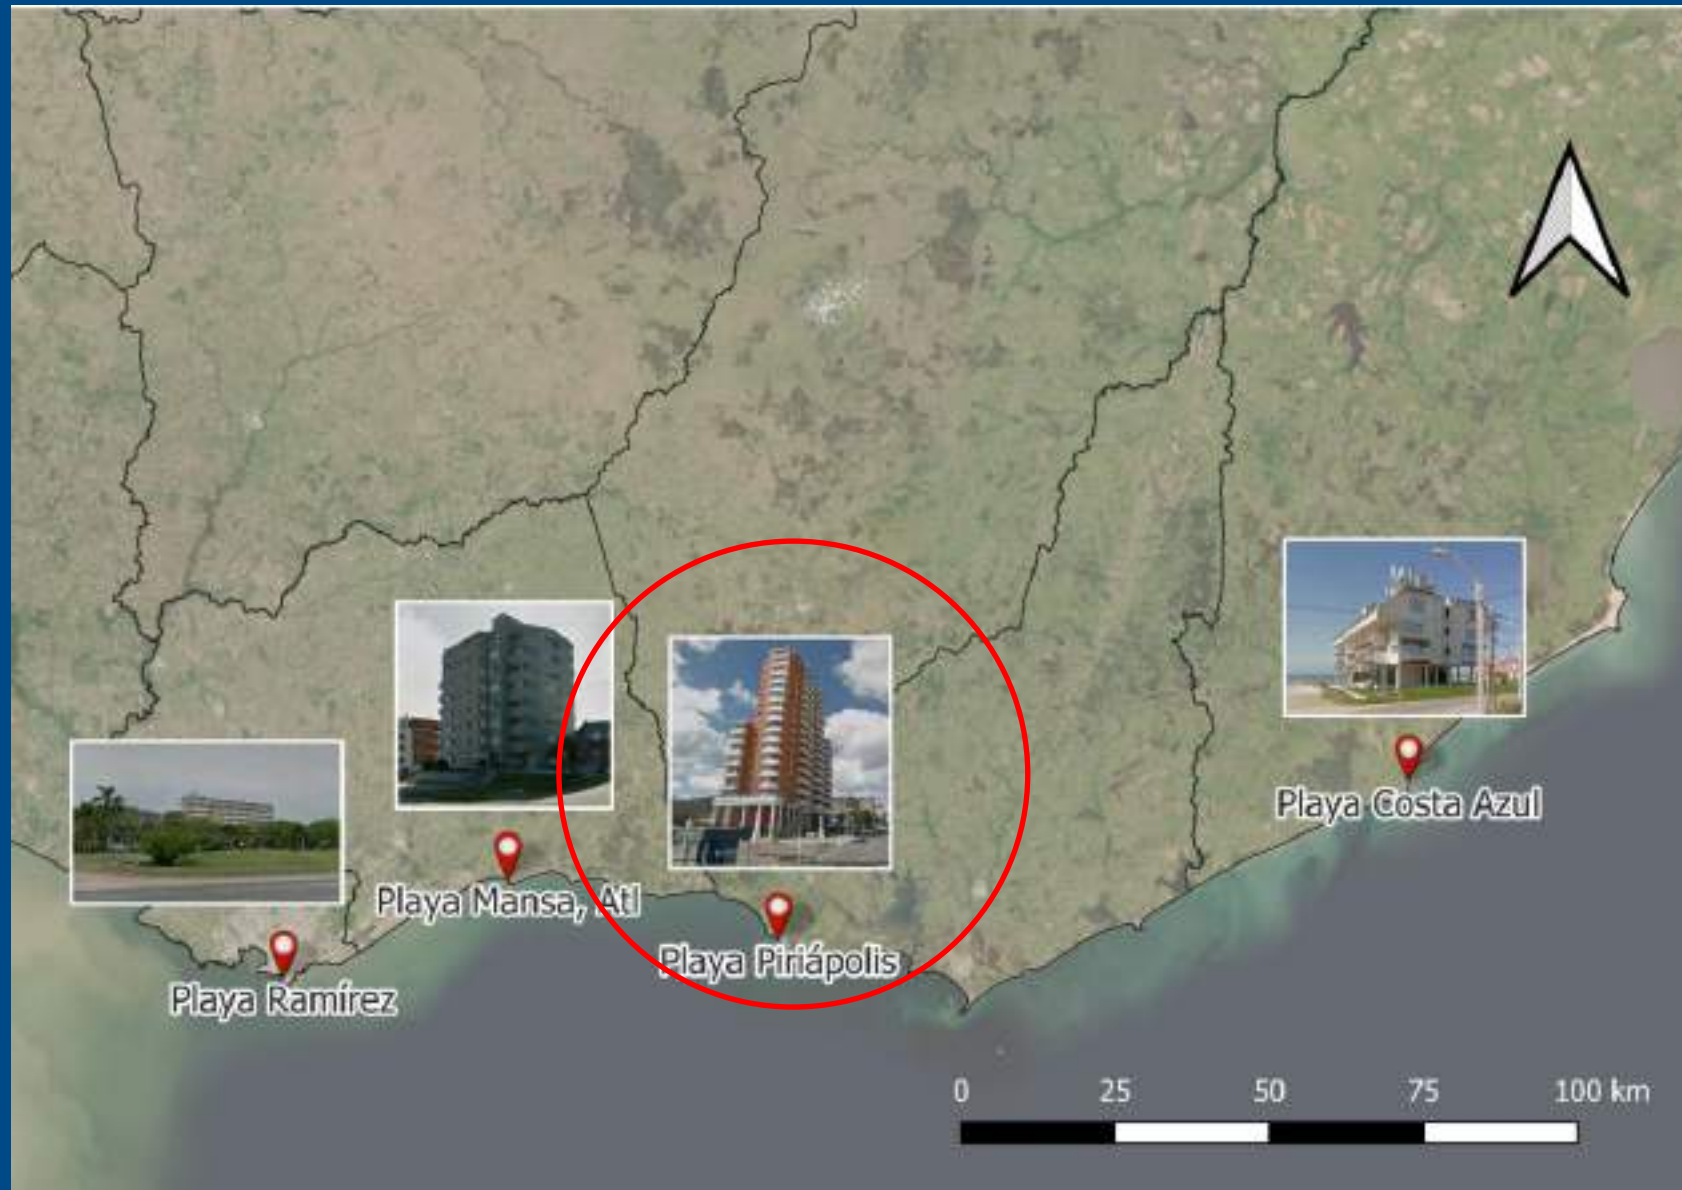 Playa Costa Azul
Playa Mansa, Atl
Playa Piriápolis
Playa Ramírez
0 25 50 75 100 km